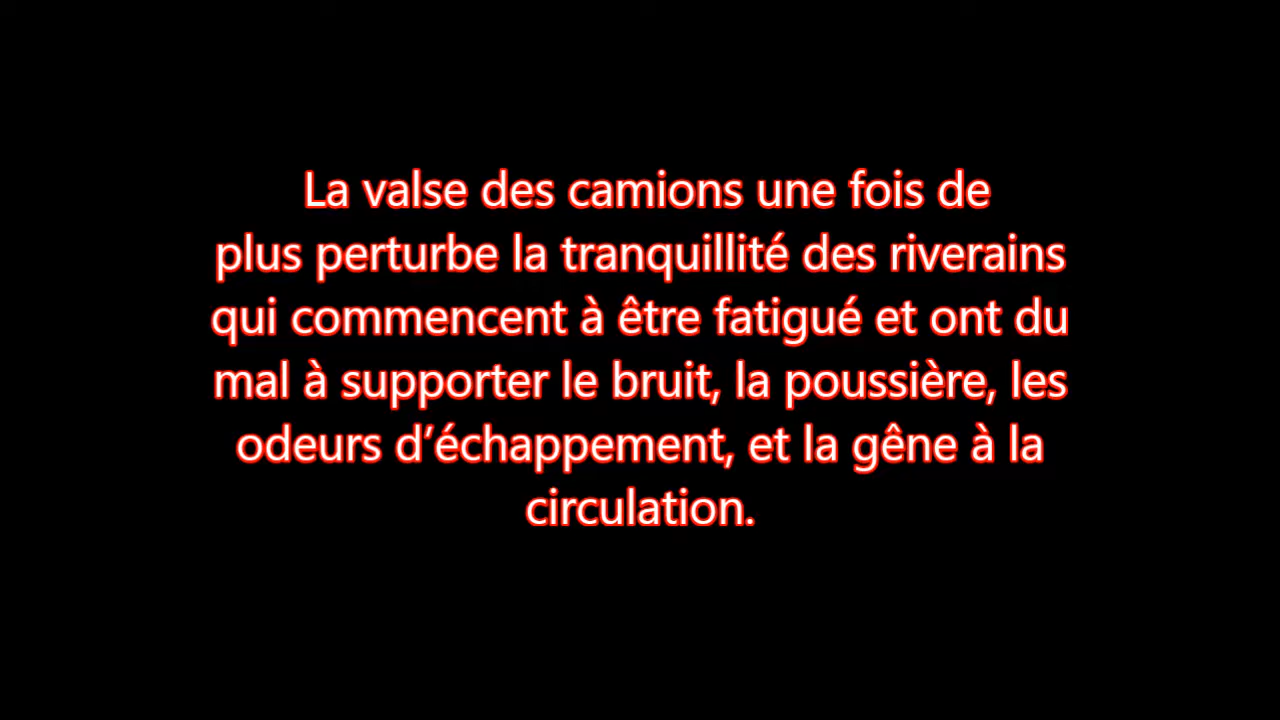 La valse des camions une fois de
plus perturbe la tranquillité des riverains
qui commencent à être fatigué et ont du
mal à supporter le bruit, la poussière, les
odeurs d’échappement, et la gêne à la
circulation.